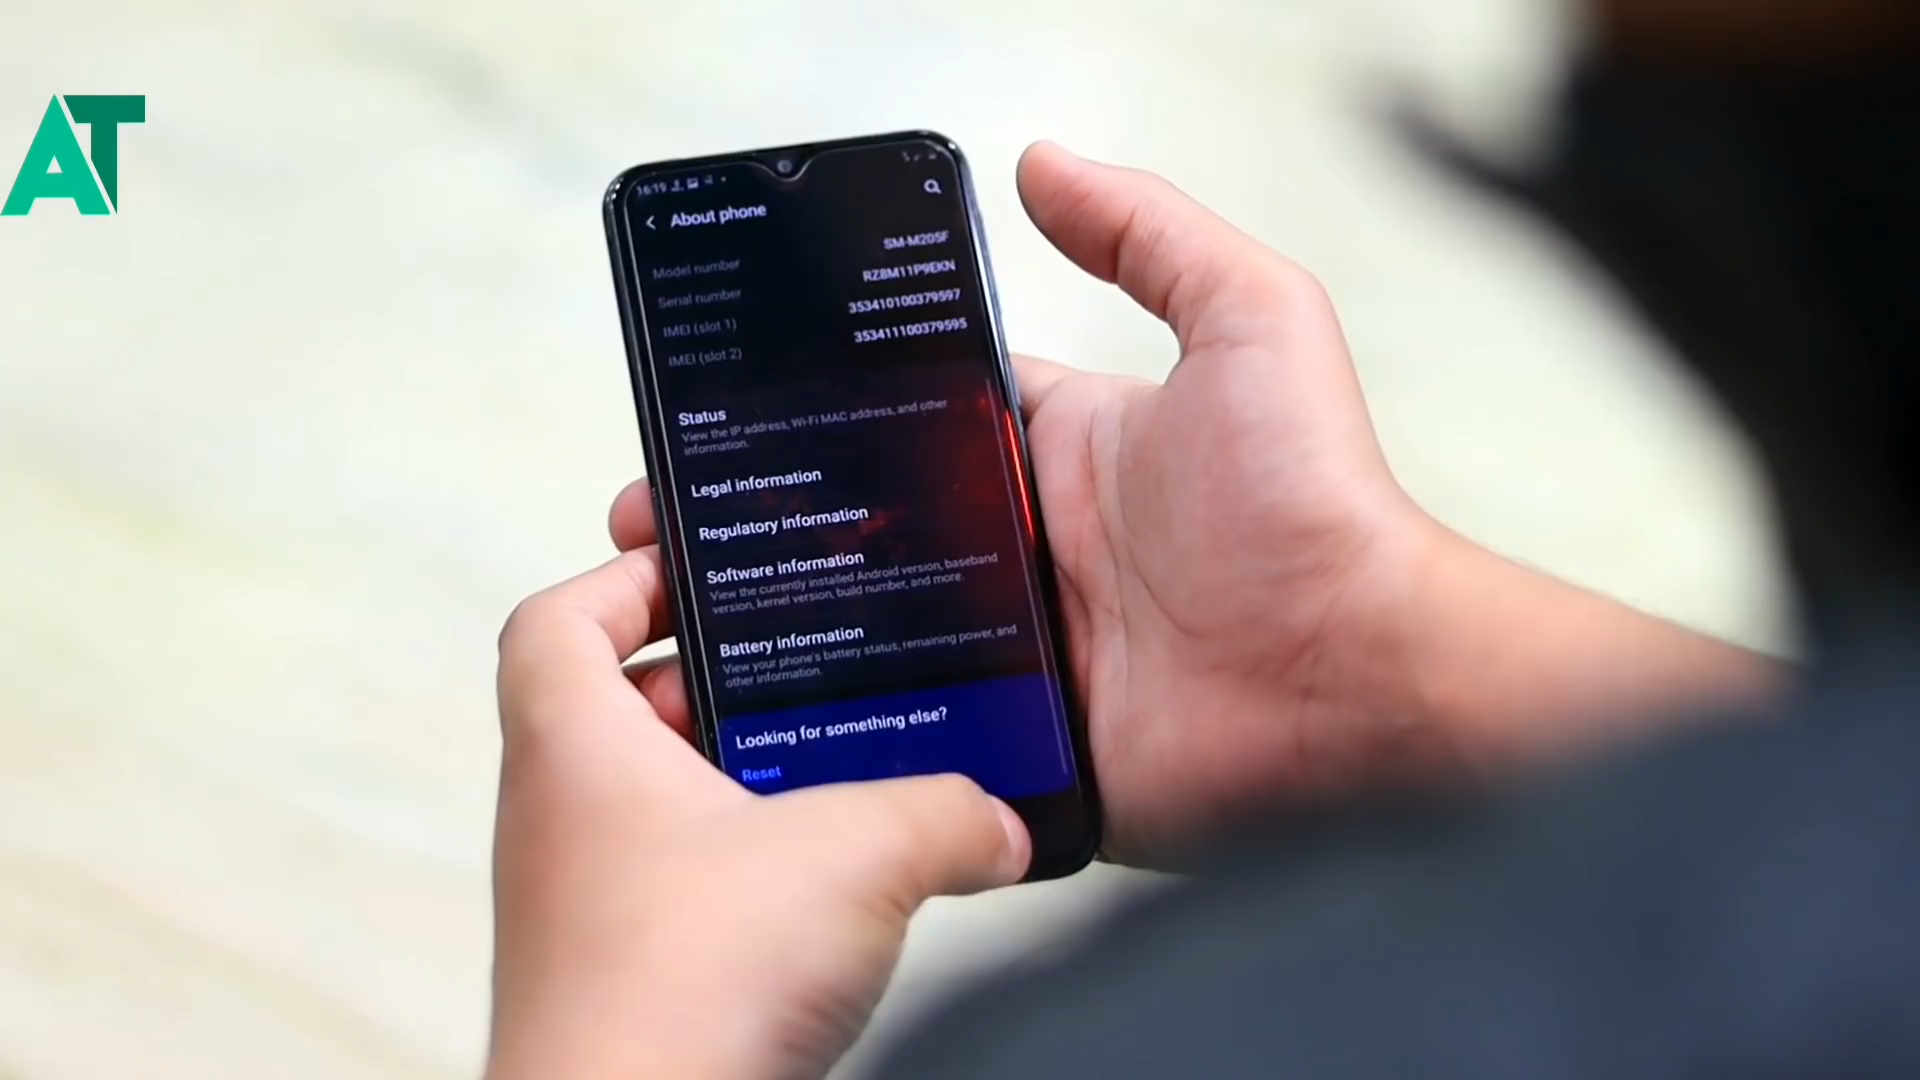 AT
16:19
About phone
Model number SM-M205F
Serial number RZ8M11P9EKN
IMEI (slot 1) 353410100379597
IMEI (slot 2) 353411100379595
Status
View the IP address, Wi-Fi MAC address, and other
information.
Legal information
Regulatory information
Software information
View the currently installed Android version, baseband
version, kernel version, build number, and more.
Battery information
View your phone's battery status, remaining power, and
other information.
Looking for something else?
Reset